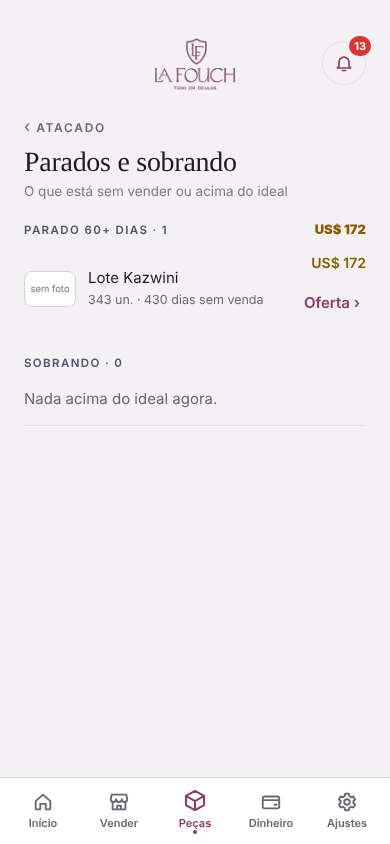 LF
LA FOUCH
TUDO EM ÓCULOS
13
‹ ATACADO
Parados e sobrando
O que está sem vender ou acima do ideal
PARADO 60+ DIAS · 1
US$ 172
US$ 172
sem foto
Lote Kazwini
343 un. · 430 dias sem venda
Oferta ›
SOBRANDO · 0
Nada acima do ideal agora.
Início
Vender
Peças
Dinheiro
Ajustes